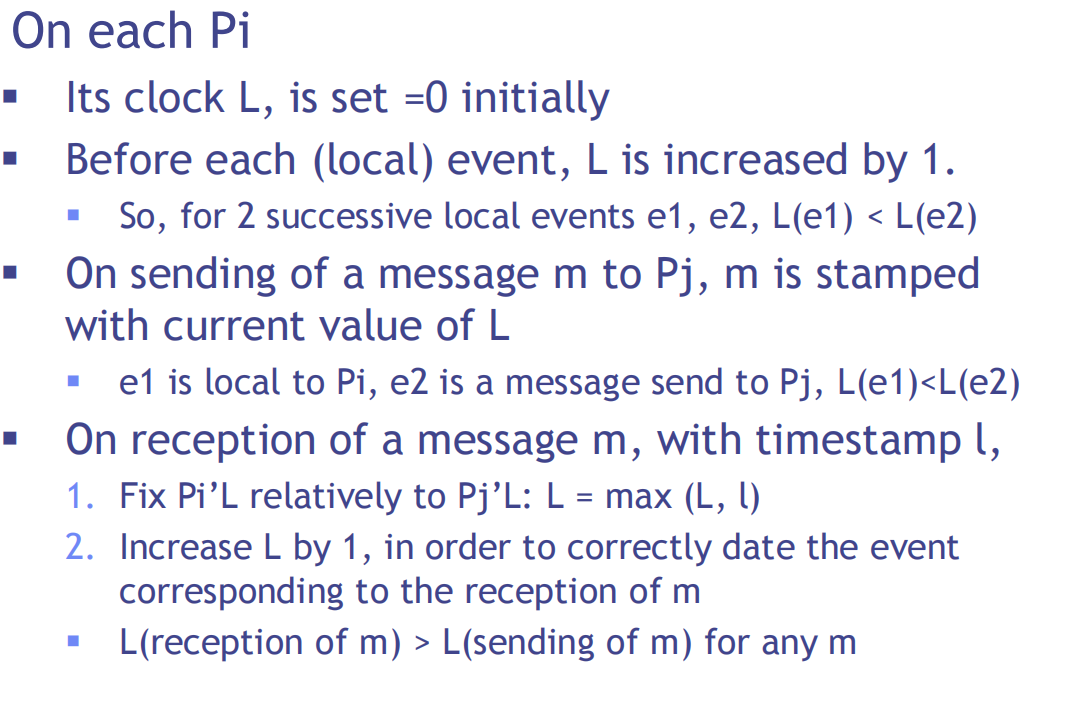 On each Pi
▪ Its clock L, is set =0 initially
▪ Before each (local) event, L is increased by 1.
▪ So, for 2 successive local events e1, e2, L(e1) < L(e2)
▪ On sending of a message m to Pj, m is stamped
with current value of L
▪ e1 is local to Pi, e2 is a message send to Pj, L(e1)<L(e2)
▪ On reception of a message m, with timestamp l,
1. Fix Pi’L relatively to Pj’L: L = max (L, l)
2. Increase L by 1, in order to correctly date the event
corresponding to the reception of m
▪ L(reception of m) > L(sending of m) for any m